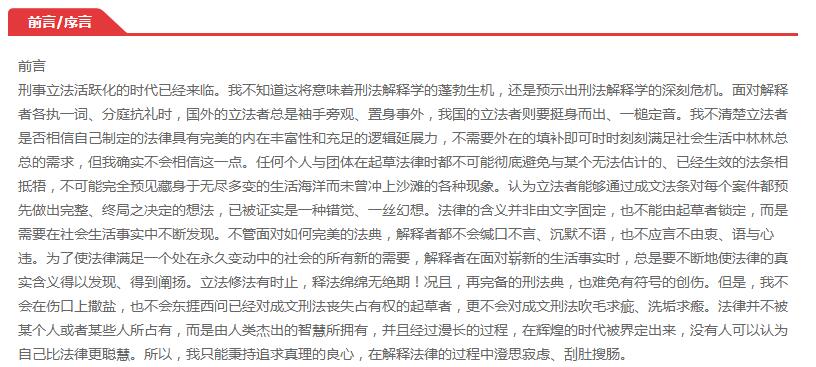 前言/序言
前言
刑事立法活跃化的时代已经来临。我不知道这将意味着刑法解释学的蓬勃生机，还是预示出刑法解释学的深刻危机。面对解释
者各执一词、分庭抗礼时，国外的立法者总是袖手旁观、置身事外，我国的立法者则要挺身而出、一槌定音。我不清楚立法者
是否相信自己制定的法律具有完美的内在丰富性和充足的逻辑延展力，不需要外在的填补即可时时刻刻满足社会生活中林林总
总的需求，但我确实不会相信这一点。任何个人与团体在起草法律时都不可能彻底避免与某个无法估计的、已经生效的法条相
抵牾，不可能完全预见藏身于无尽多变的生活海洋而未曾冲上沙滩的各种现象。认为立法者能够通过成文法条对每个案件都预
先做出完整、终局之决定的想法，已被证实是一种错觉、一丝幻想。法律的含义并非由文字固定，也不能由起草者锁定，而是
需要在社会生活事实中不断发现。不管面对如何完美的法典，解释者都不会缄口不言、沉默不语，也不应言不由衷、语与心
违。为了使法律满足一个处在永久变动中的社会的所有新的需要，解释者在面对崭新的生活事实时，总是要不断地使法律的真
实含义得以发现、得到阐扬。立法修法有时止，释法绵绵无绝期！况且，再完备的刑法典，也难免有符号的创伤。但是，我不
会在伤口上撒盐，也不会东捱西问已经对成文刑法丧失占有权的起草者，更不会对成文刑法吹毛求疵、洗垢求瘢。法律并不被
某个人或者某些人所占有，而是由人类杰出的智慧所拥有，并且经过漫长的过程，在辉煌的时代被界定出来，没有人可以认为
自己比法律更聪慧。所以，我只能秉持追求真理的良心，在解释法律的过程中澄思寂虑、刮肚搜肠。